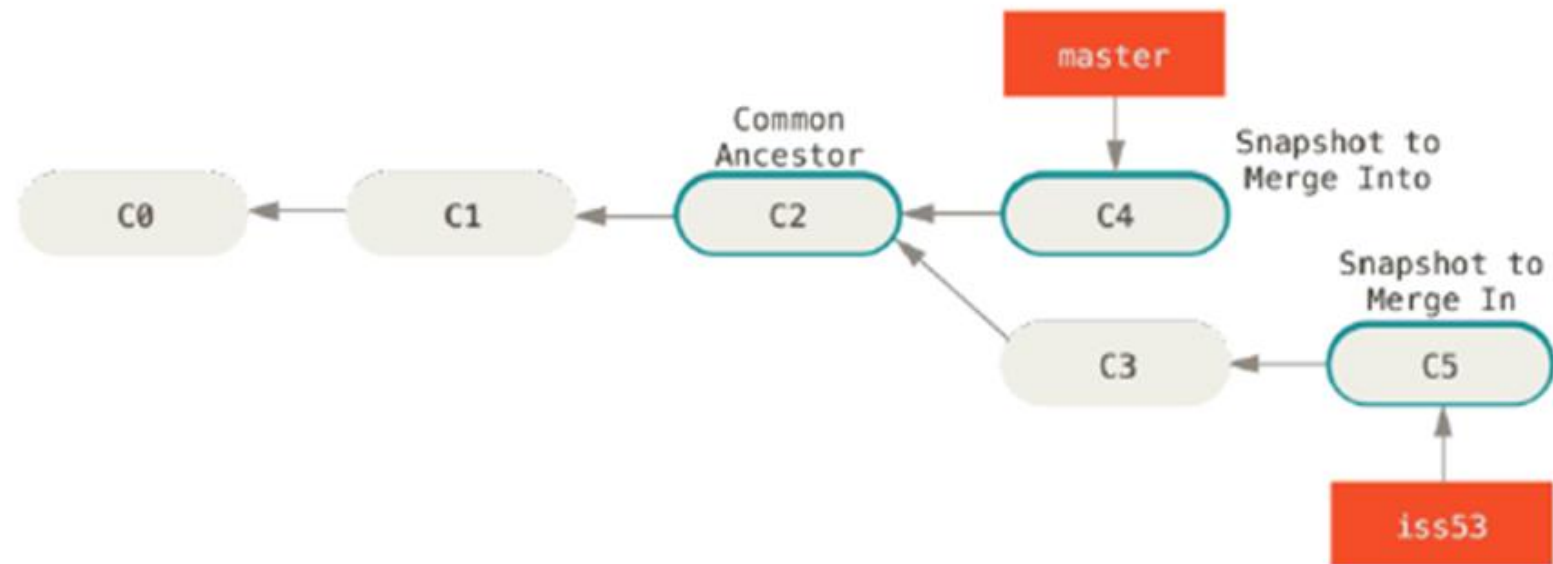 master
Common
Ancestor
Snapshot to
Merge Into
C0
C1
C2
C4
Snapshot to
Merge In
C3
C5
iss53